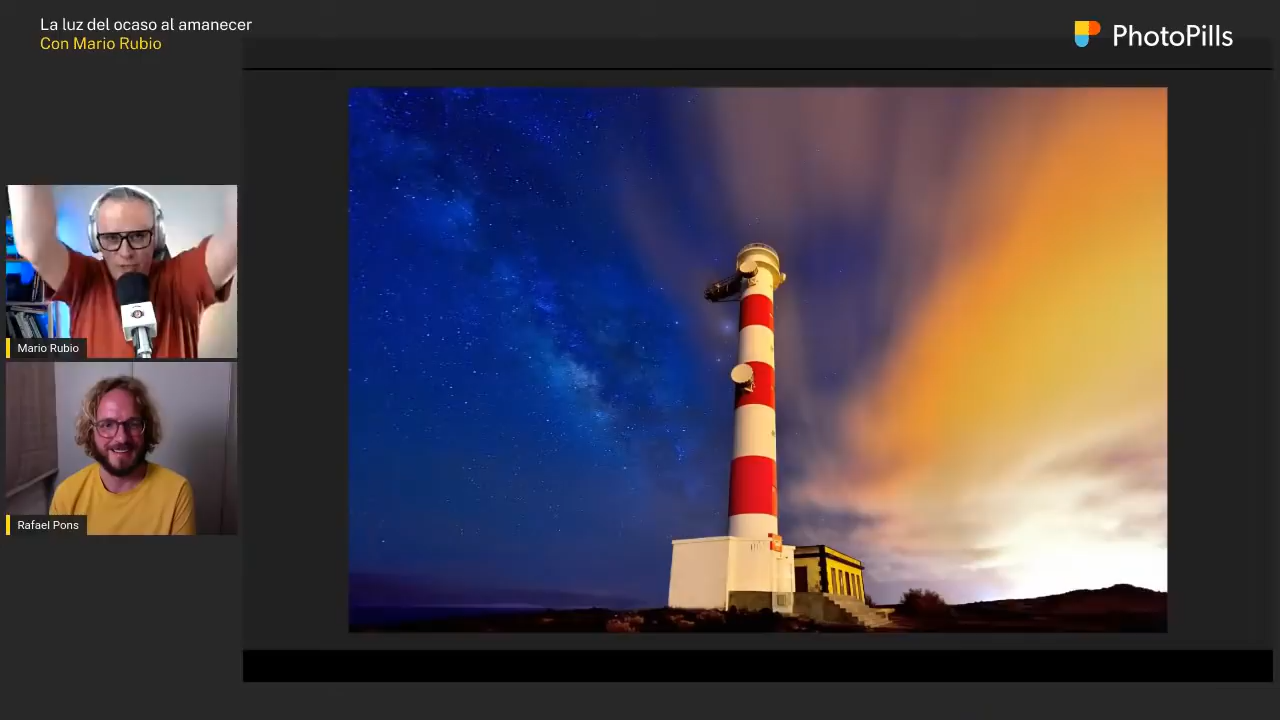 La luz del ocaso al amanecer
Con Mario Rubio
PhotoPills
Mario Rubio
Rafael Pons